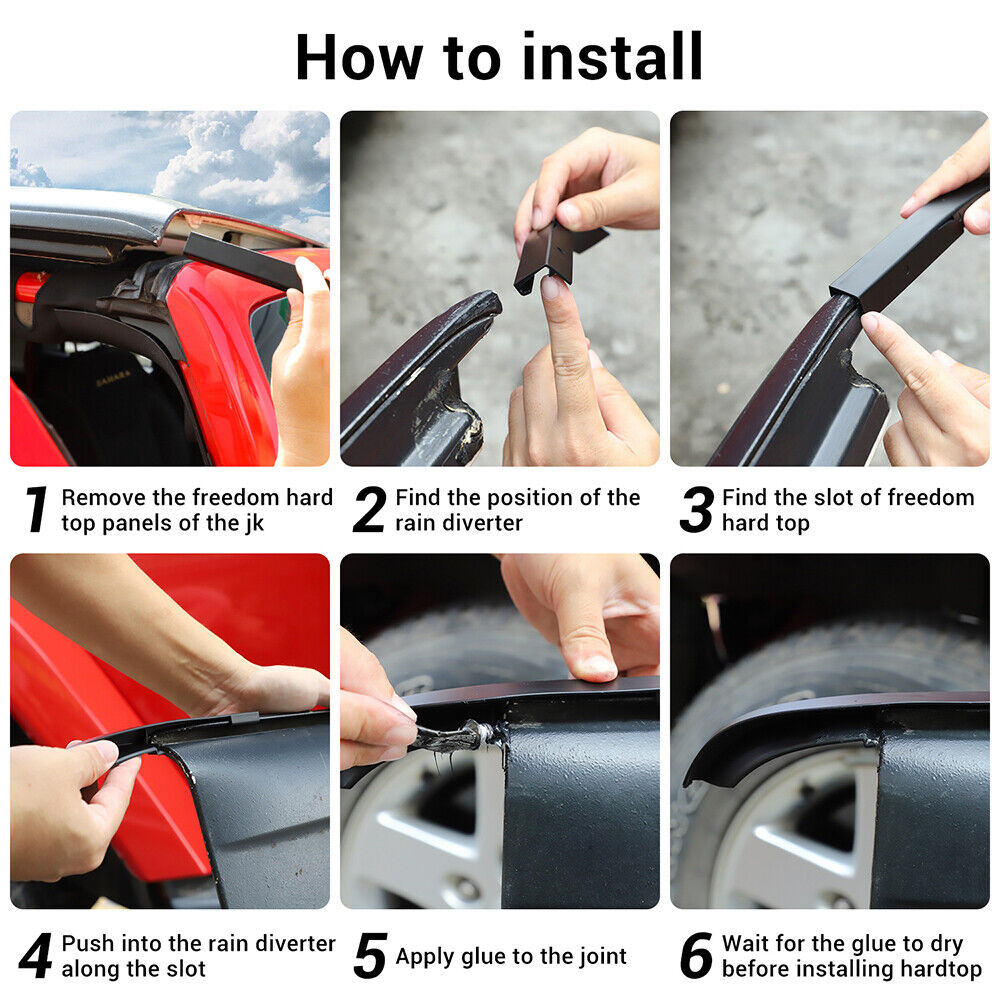 How to install
1 Remove the freedom hard
top panels of the jk
2 Find the position of the
rain diverter
3 Find the slot of freedom
hard top
4 Push into the rain diverter
along the slot
5 Apply glue to the joint
6 Wait for the glue to dry
before installing hardtop